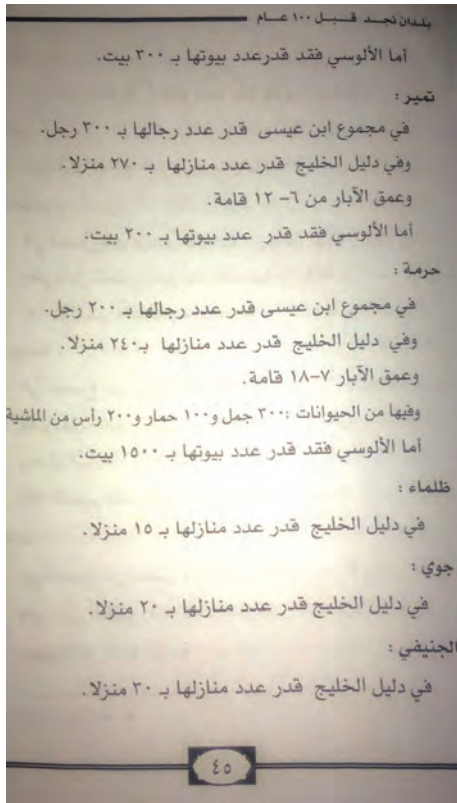 بلدان نجد قبل ١٠٠ عام
أما الألوسي فقد قدرعدد بيوتها بـ ٣٠٠ بيت.
تمير :
في مجموع ابن عيسى قدر عدد رجالها بـ ٣٠٠ رجل.
وفي دليل الخليج قدر عدد منازلها بـ ٢٧٠ منزلا.
وعمق الآبار من ٦- ١٢ قامة.
أما الألوسي فقد قدر عدد بيوتها بـ ٢٠٠ بيت.
حرمة :
في مجموع ابن عيسى قدر عدد رجالها بـ ٢٠٠ رجل.
وفي دليل الخليج قدر عدد منازلها بـ٢٤٠ منزلا.
وعمق الآبار ٧-١٨ قامة.
وفيها من الحيوانات :٣٠٠ جمل و١٠٠ حمار و٢٠٠ رأس من الماشية
أما الألوسي فقد قدر عدد بيوتها بـ ١٥٠٠ بيت.
ظلماء :
في دليل الخليج قدر عدد منازلها بـ ١٥ منزلا.
جوي :
في دليل الخليج قدر عدد منازلها بـ ٢٠ منزلا.
الجنيفي :
في دليل الخليج قدر عدد منازلها بـ ٣٠ منزلا.
٤٥